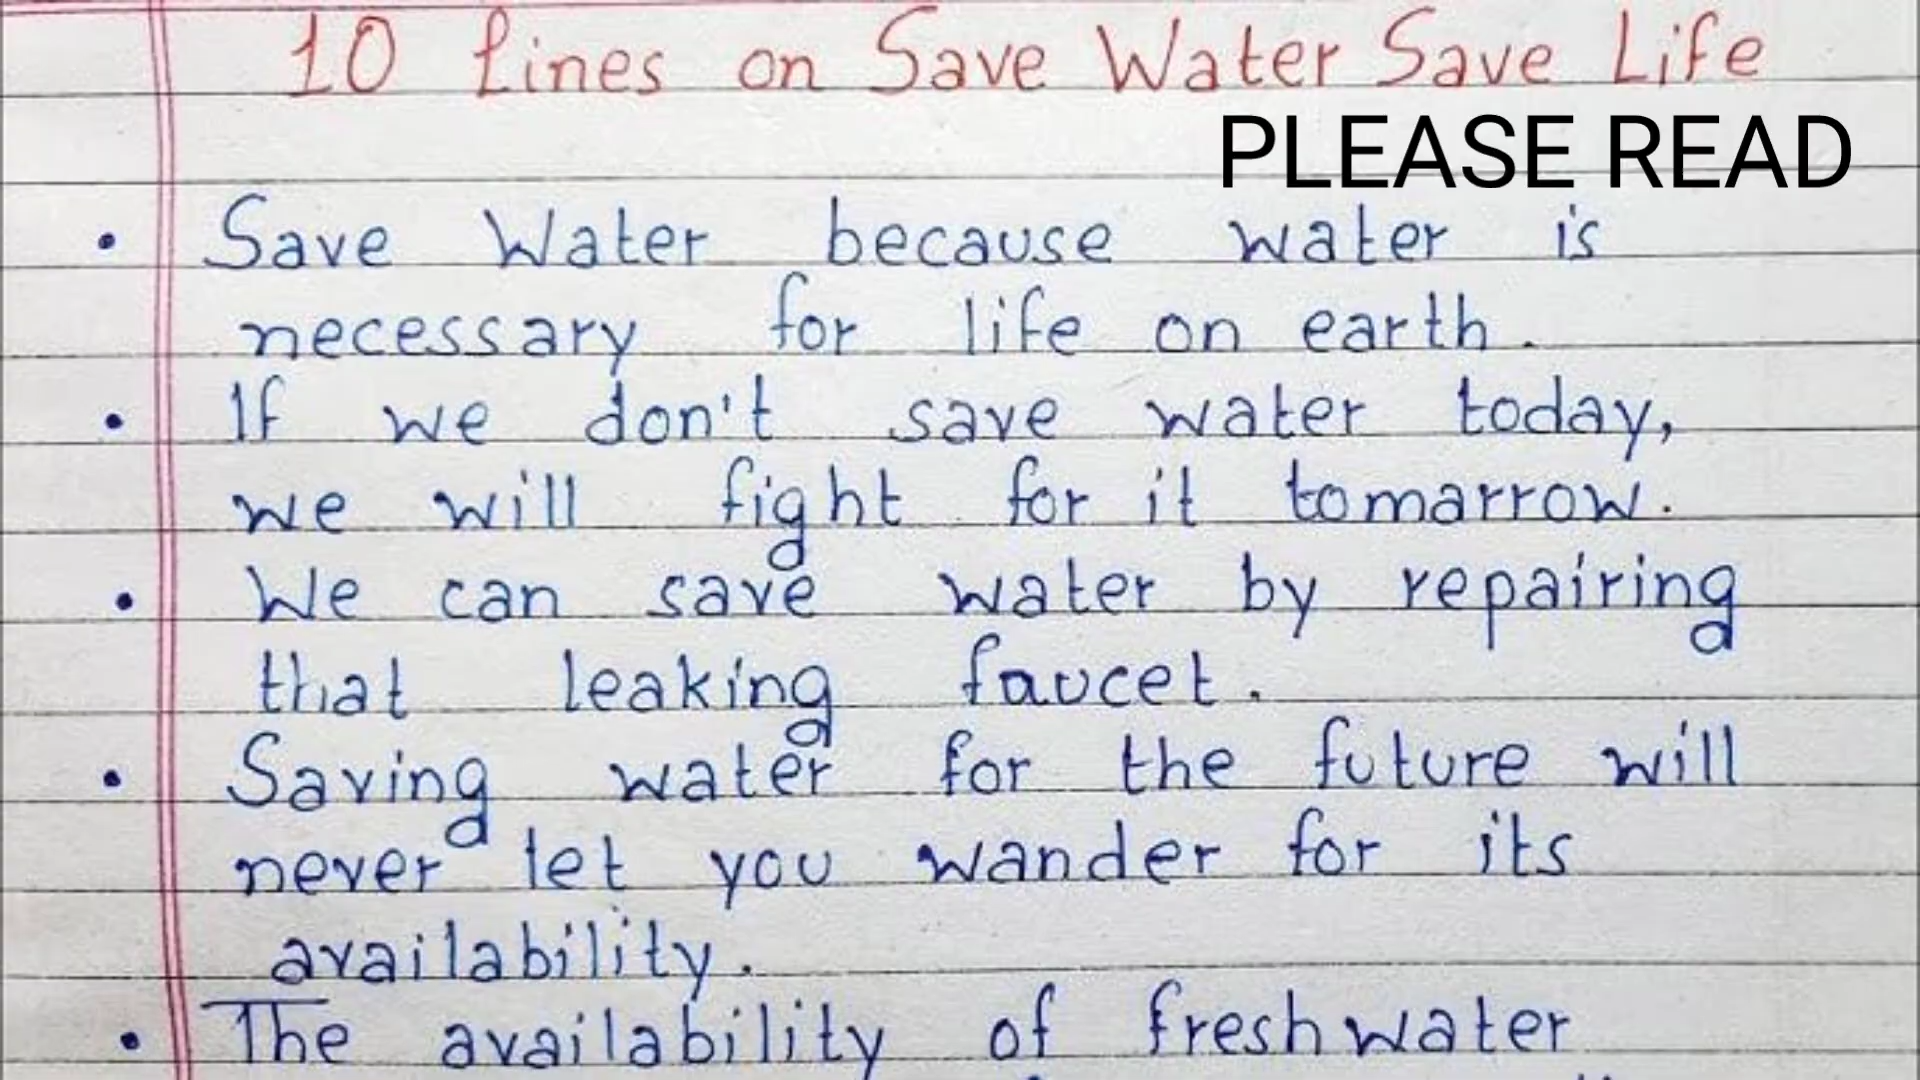 10 lines on Save Water Save Life
PLEASE READ
• Save Water because water is
necessary for life on earth.
• If we don't save water today,
we will fight for it tomarrow.
• We can save water by repairing
that leaking faucet.
• Saving water for the future will
never let you wander for its
availability.
• The availability of freshwater